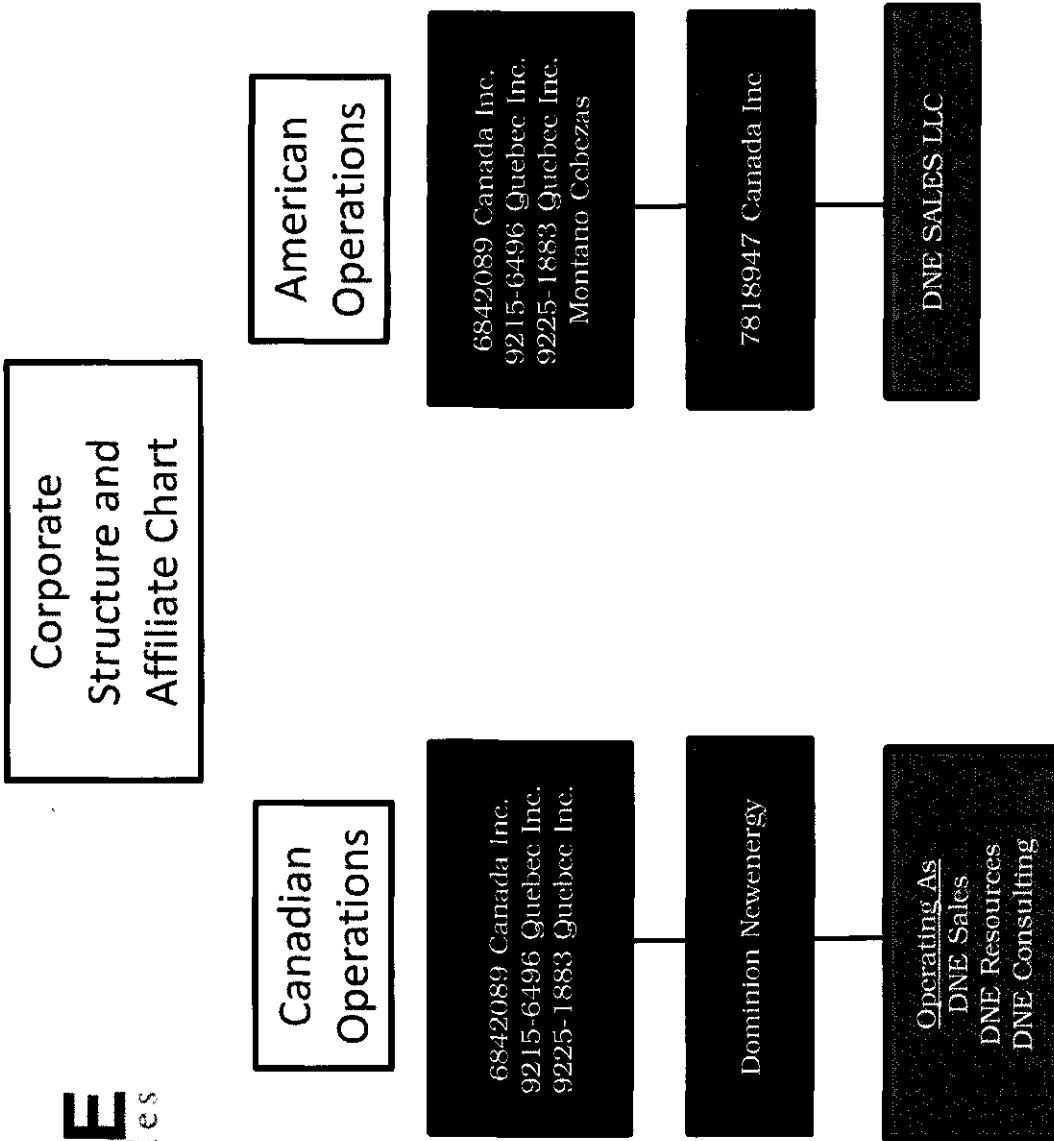 E
es
Corporate
Structure and
Affiliate Chart
Canadian
Operations
6842089 Canada Inc.
9215-6496 Quebec Inc.
9225-1883 Quebec Inc.
Dominion Newenergy
Operating As
DNE Sales
DNE Resources
DNE Consulting
American
Operations
6842089 Canada Inc.
9215-6496 Quebec Inc.
9225-1883 Quebec Inc.
Montano Cebezas
7818947 Canada Inc
DNE SALES LLC